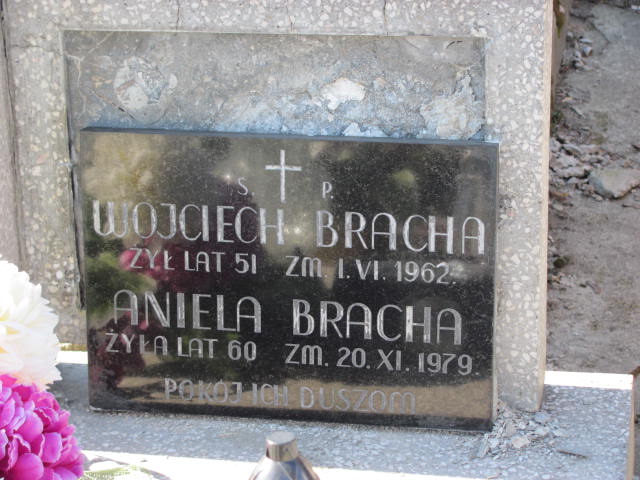 S. P.
WOJCIECH BRACHA
ŻYŁ LAT 51 ZM. 1. VI. 1962.
ANIELA BRACHA
ŻYŁA LAT 60 ZM. 20. XI. 1979.
POKÓJ ICH DUSZOM